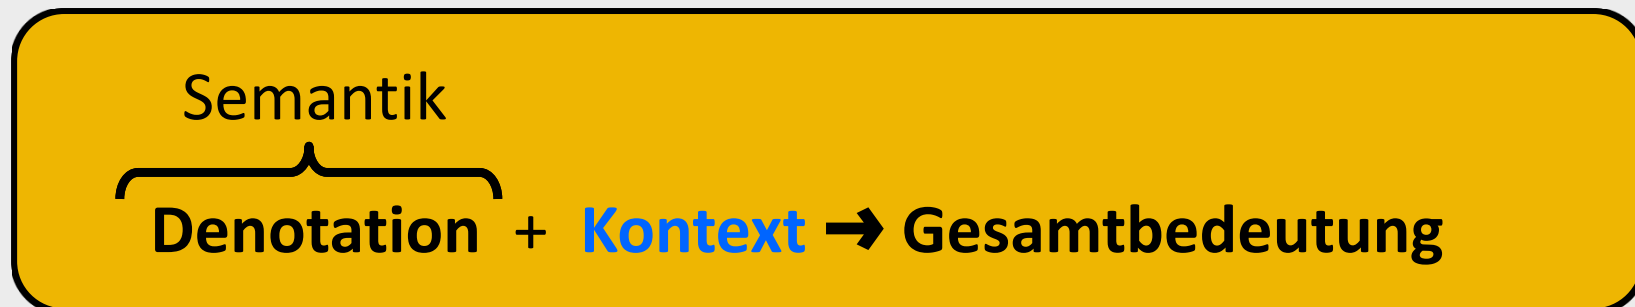 Semantik
Denotation + Kontext ➜ Gesamtbedeutung